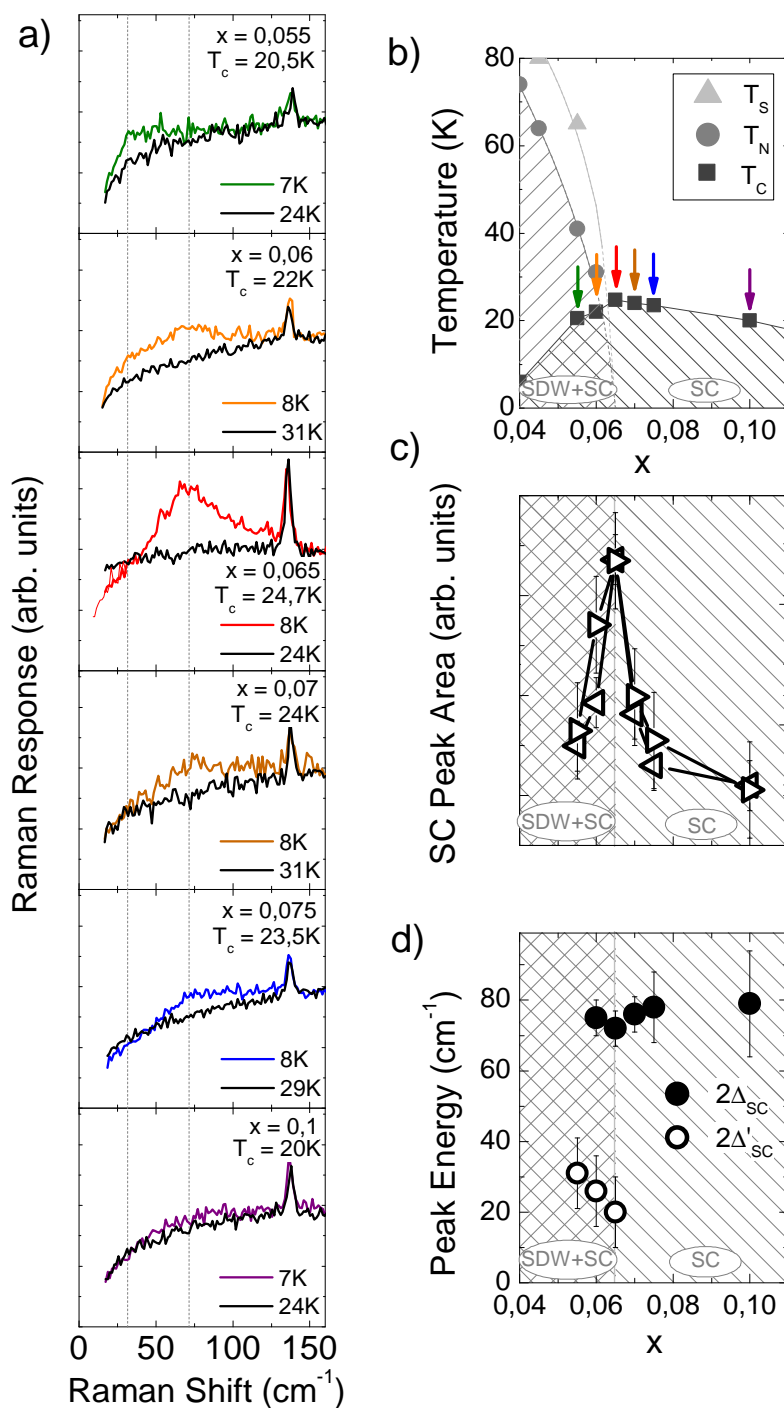 a)
Raman Response (arb. units)
x = 0,055
T_c = 20,5K
7K
24K
x = 0,06
T_c = 22K
8K
31K
x = 0,065
T_c = 24,7K
8K
24K
x = 0,07
T_c = 24K
8K
31K
x = 0,075
T_c = 23,5K
8K
29K
x = 0,1
T_c = 20K
7K
24K
0 50 100 150
Raman Shift (cm⁻¹)
b)
Temperature (K)
80
60
40
20
0
T_S
T_N
T_C
SDW+SC
SC
0,04 0,06 0,08 0,10
x
c)
SC Peak Area (arb. units)
SDW+SC
SC
d)
Peak Energy (cm⁻¹)
80
60
40
20
0
2Δ_SC
2Δ'_SC
SDW+SC
SC
0,04 0,06 0,08 0,10
x